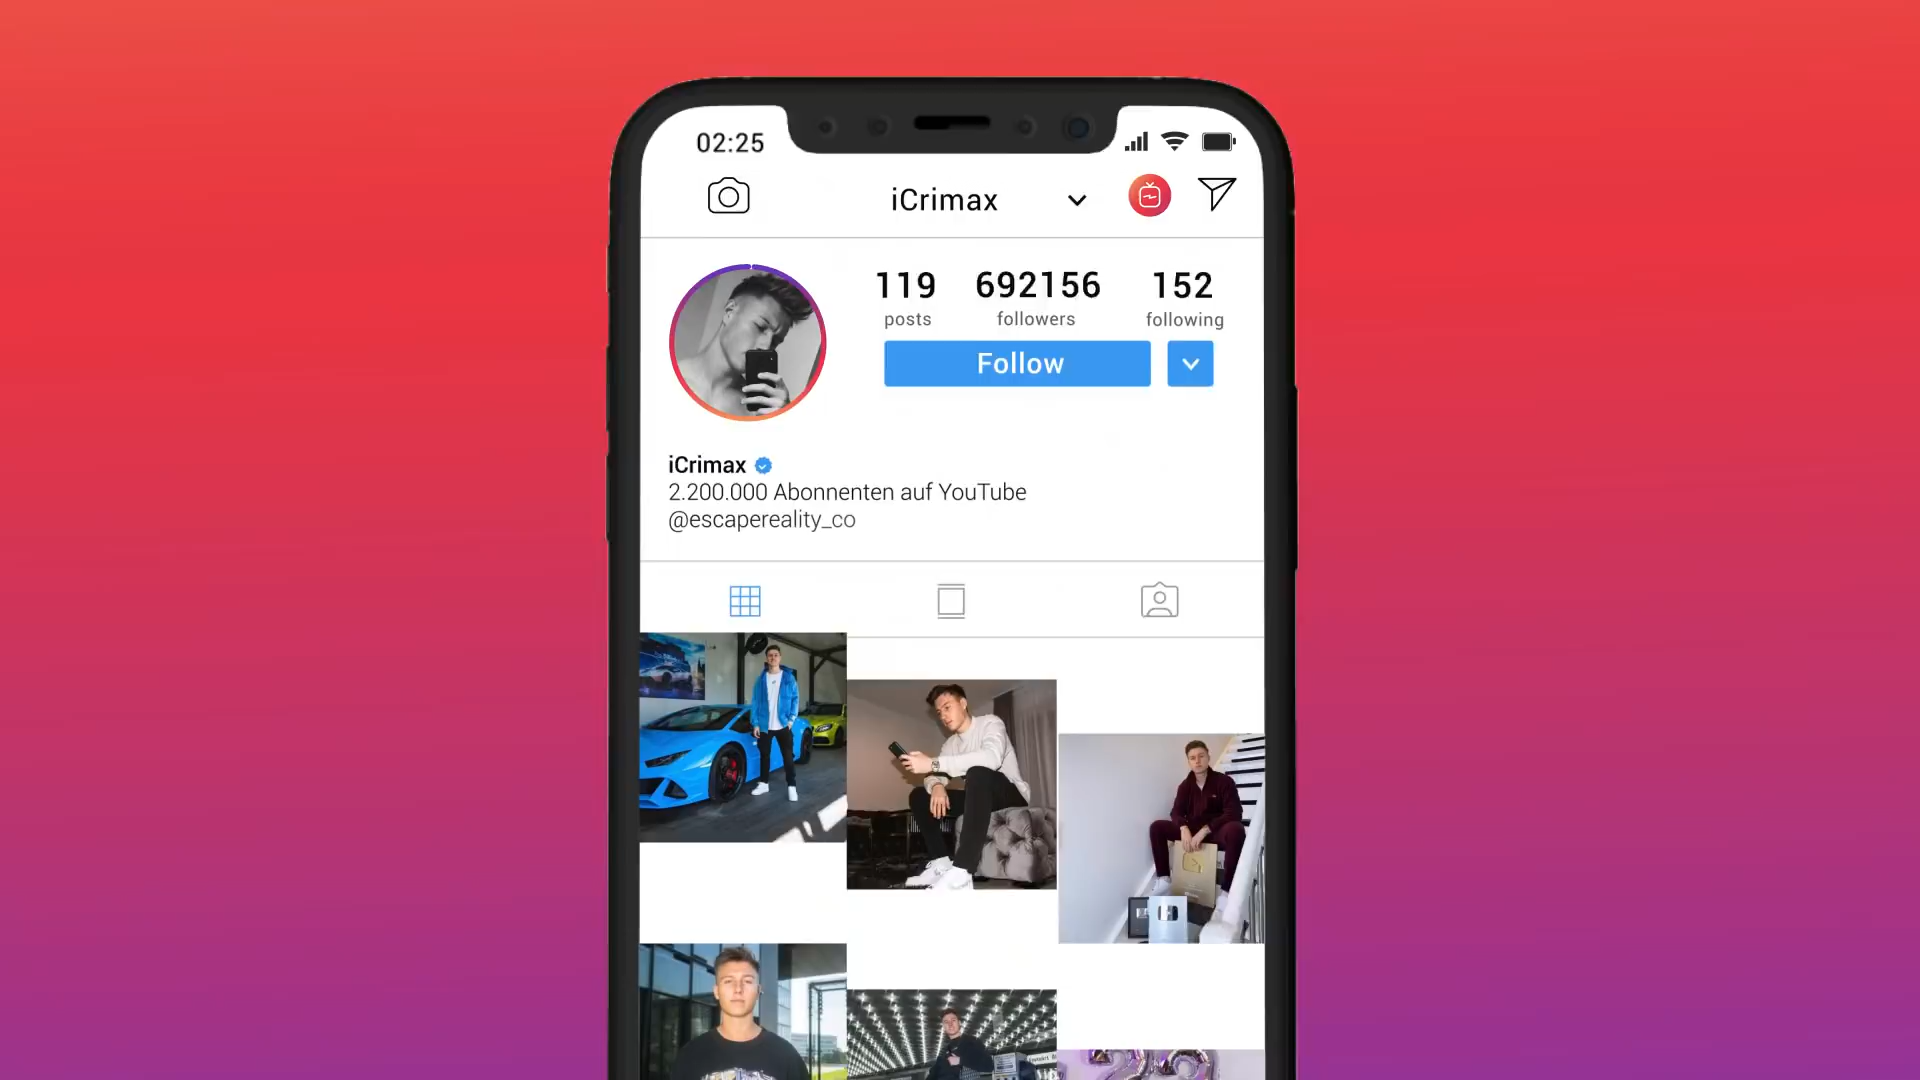 02:25
iCrimax
119 692156 152
posts followers following
Follow
iCrimax
2.200.000 Abonnenten auf YouTube
@escapereality_co